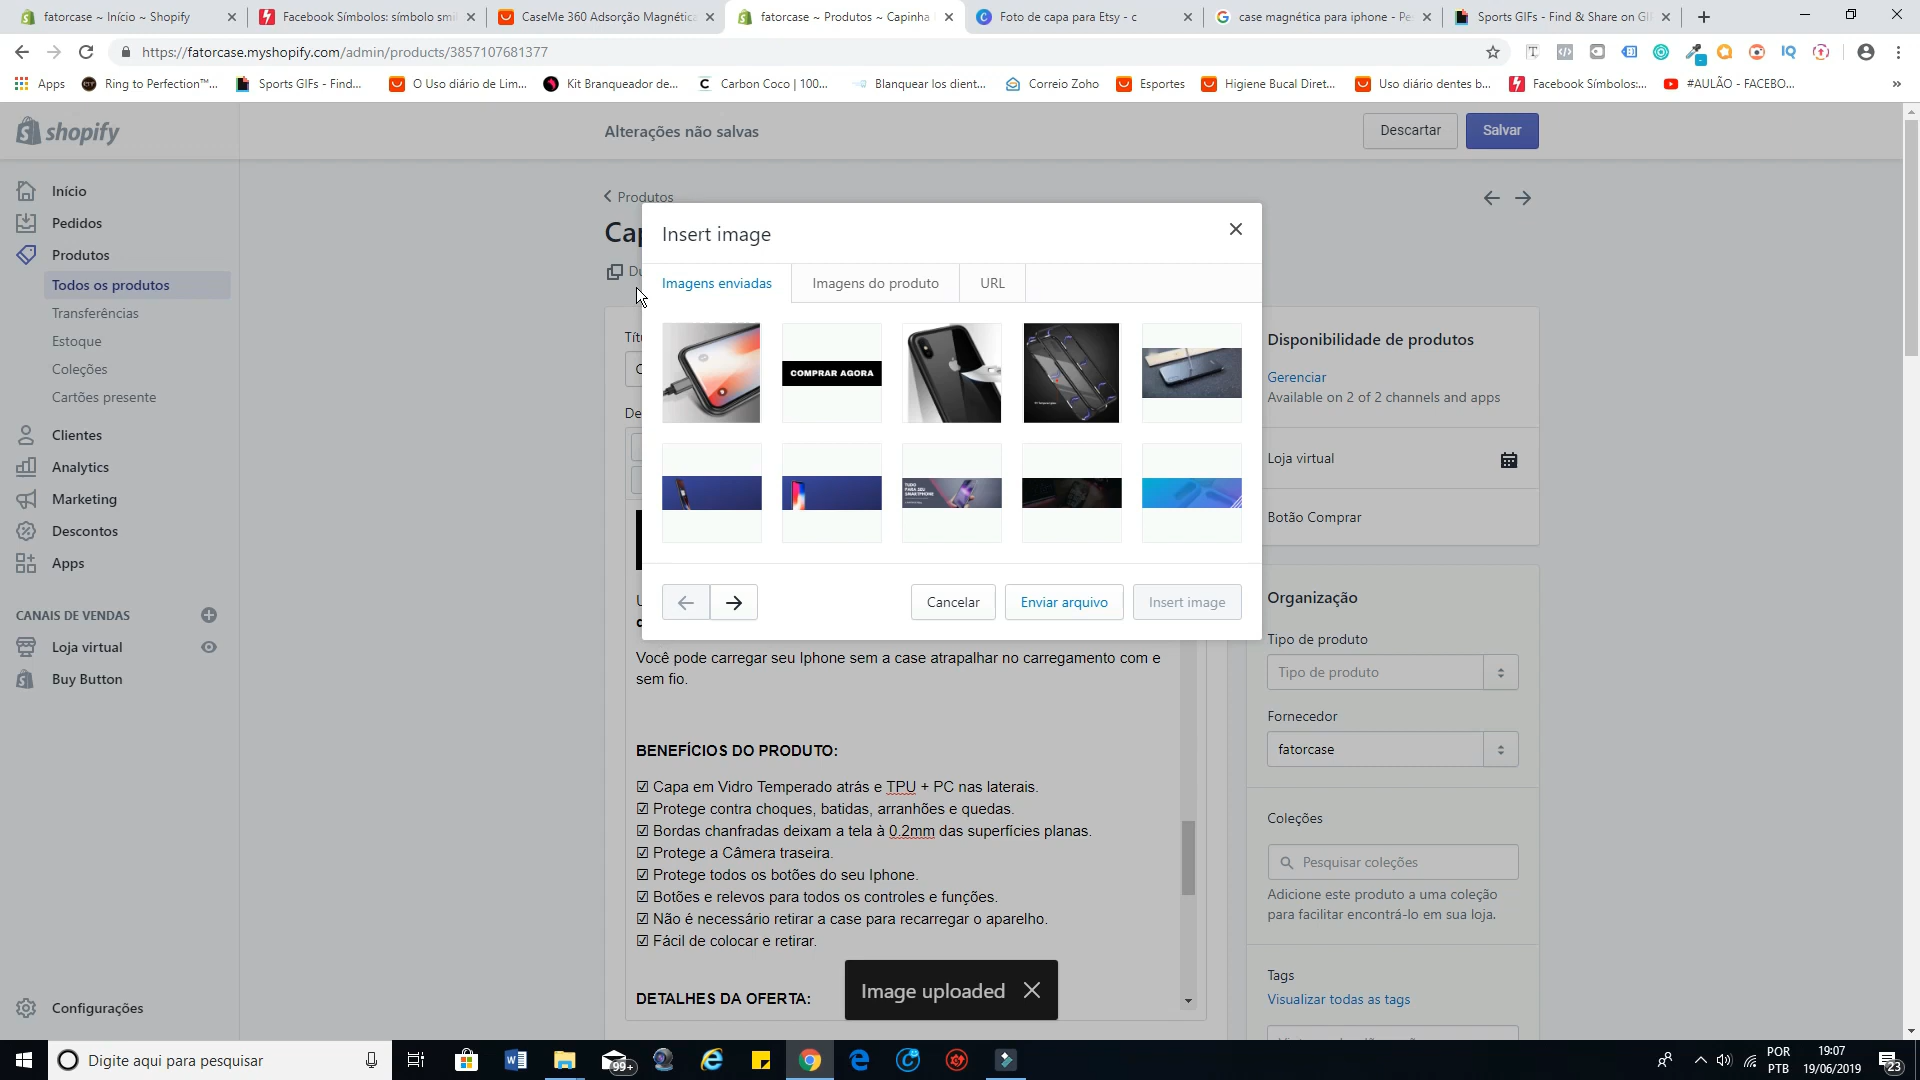 fatorcase ~ Início ~ Shopify
Facebook Símbolos: símbolo smi
CaseMe 360 Adsorção Magnétic
fatorcase ~ Produtos ~ Capinha
Foto de capa para Etsy - c
case magnética para iphone - Pe
Sports GIFs - Find & Share on GI
https://fatorcase.myshopify.com/admin/products/3857107681377
Apps
Ring to Perfection™...
Sports GIFs - Find...
O Uso diário de Lim...
Kit Branqueador de...
Carbon Coco | 100...
Blanquear los dient...
Correio Zoho
Esportes
Higiene Bucal Diret...
Uso diário dentes b...
Facebook Símbolos:...
#AULÃO - FACEBO...
shopify
Alterações não salvas
Descartar
Salvar
Início
Pedidos
Produtos
Todos os produtos
Transferências
Estoque
Coleções
Cartões presente
Clientes
Analytics
Marketing
Descontos
Apps
CANAIS DE VENDAS
Loja virtual
Buy Button
Configurações
Produtos
Cap
Du
Títu
De
Insert image
Imagens enviadas
Imagens do produto
URL
COMPRAR AGORA
TUDO
PARA SEU
SMARTPHONE
Cancelar
Enviar arquivo
Insert image
Você pode carregar seu Iphone sem a case atrapalhar no carregamento com e
sem fio.
BENEFÍCIOS DO PRODUTO:
☑ Capa em Vidro Temperado atrás e TPU + PC nas laterais.
☑ Protege contra choques, batidas, arranhões e quedas.
☑ Bordas chanfradas deixam a tela à 0.2mm das superfícies planas.
☑ Protege a Câmera traseira.
☑ Protege todos os botões do seu Iphone.
☑ Botões e relevos para todos os controles e funções.
☑ Não é necessário retirar a case para recarregar o aparelho.
☑ Fácil de colocar e retirar.
DETALHES DA OFERTA:
Image uploaded
Disponibilidade de produtos
Gerenciar
Available on 2 of 2 channels and apps
Loja virtual
Botão Comprar
Organização
Tipo de produto
Tipo de produto
Fornecedor
fatorcase
Coleções
Pesquisar coleções
Adicione este produto a uma coleção
para facilitar encontrá-lo em sua loja.
Tags
Visualizar todas as tags
Digite aqui para pesquisar
99+
POR
PTB
19:07
19/06/2019
23